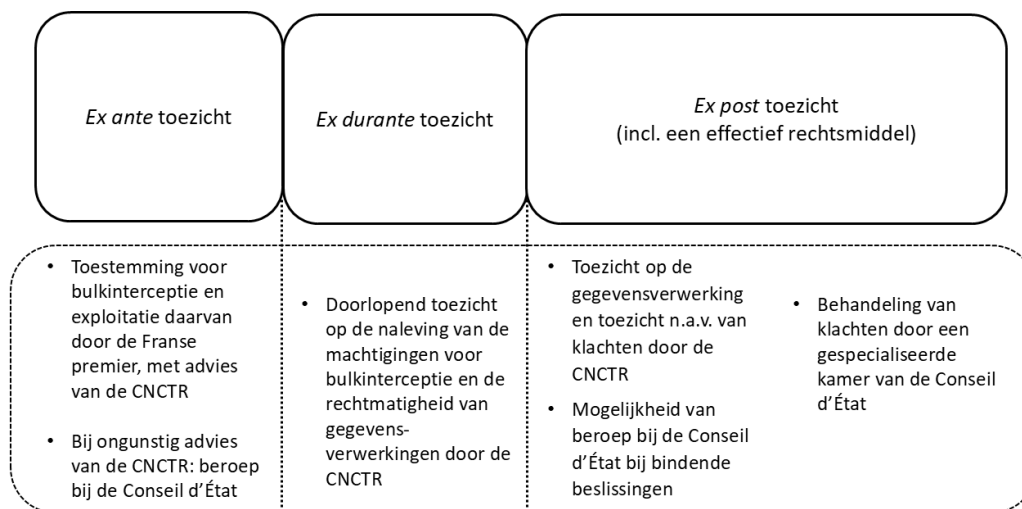 Ex ante toezicht
Ex durante toezicht
Ex post toezicht
(incl. een effectief rechtsmiddel)
• Toestemming voor
bulkinterceptie en
exploitatie daarvan
door de Franse
premier, met advies
van de CNCTR
• Bij ongunstig advies
van de CNCTR: beroep
bij de Conseil d’État
• Doorlopend toezicht
op de naleving van de
machtigingen voor
bulkinterceptie en de
rechtmatigheid van
gegevens-
verwerkingen door de
CNCTR
• Toezicht op de
gegevensverwerking
en toezicht n.a.v. van
klachten door de
CNCTR
• Mogelijkheid van
beroep bij de Conseil
d’État bij bindende
beslissingen
• Behandeling van
klachten door een
gespecialiseerde
kamer van de Conseil
d’État